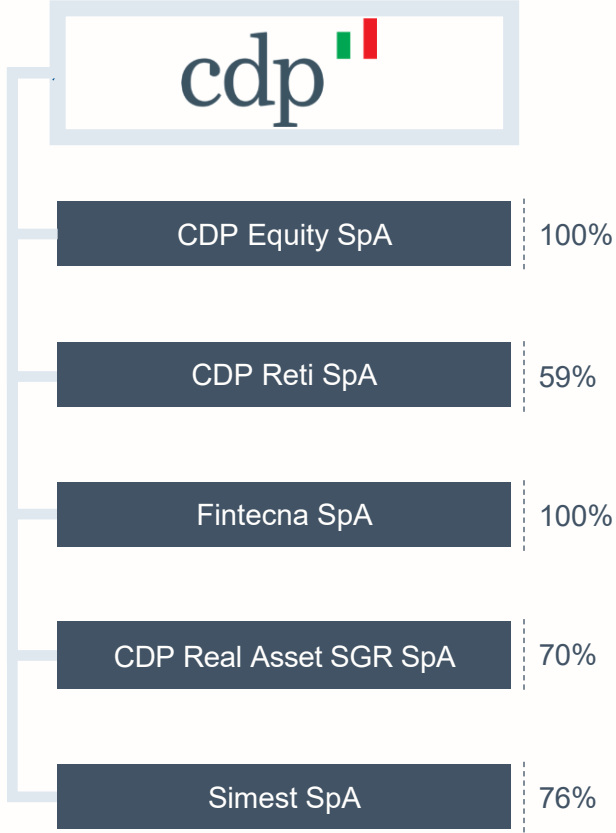 cdp
CDP Equity SpA 100%
CDP Reti SpA 59%
Fintecna SpA 100%
CDP Real Asset SGR SpA 70%
Simest SpA 76%